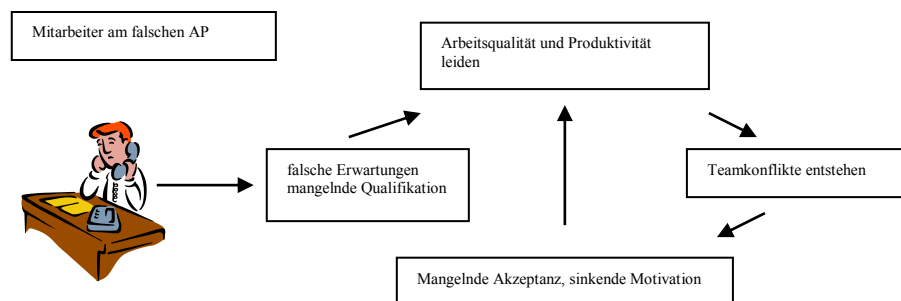 Mitarbeiter am falschen AP
Arbeitsqualität und Produktivität
leiden
falsche Erwartungen
mangelnde Qualifikation
Teamkonflikte entstehen
Mangelnde Akzeptanz, sinkende Motivation